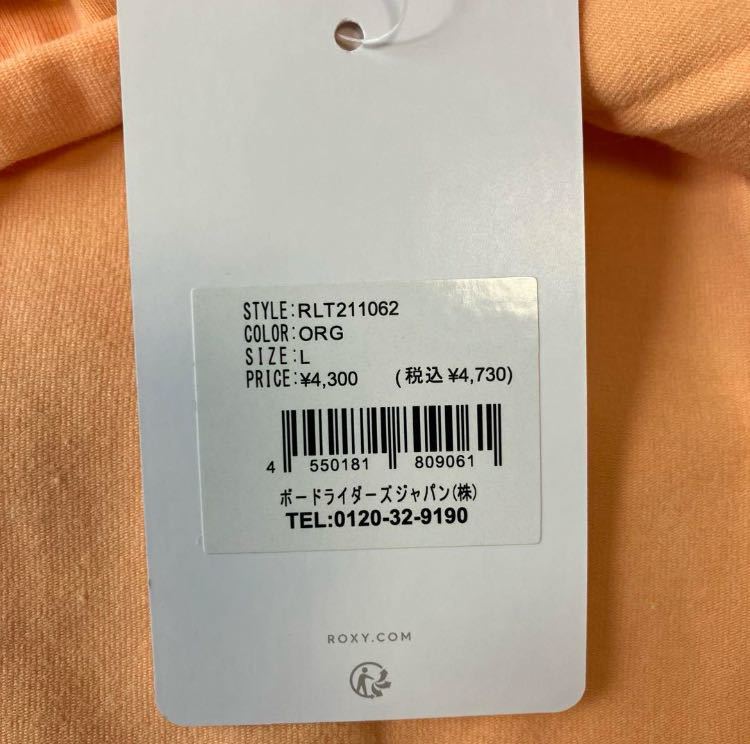 STYLE:RLT211062
COLOR:ORG
SIZE:L
PRICE:¥4,300 (税込¥4,730)
4 550181 809061
ボードライダーズジャパン(株)
TEL:0120-32-9190
ROXY.COM